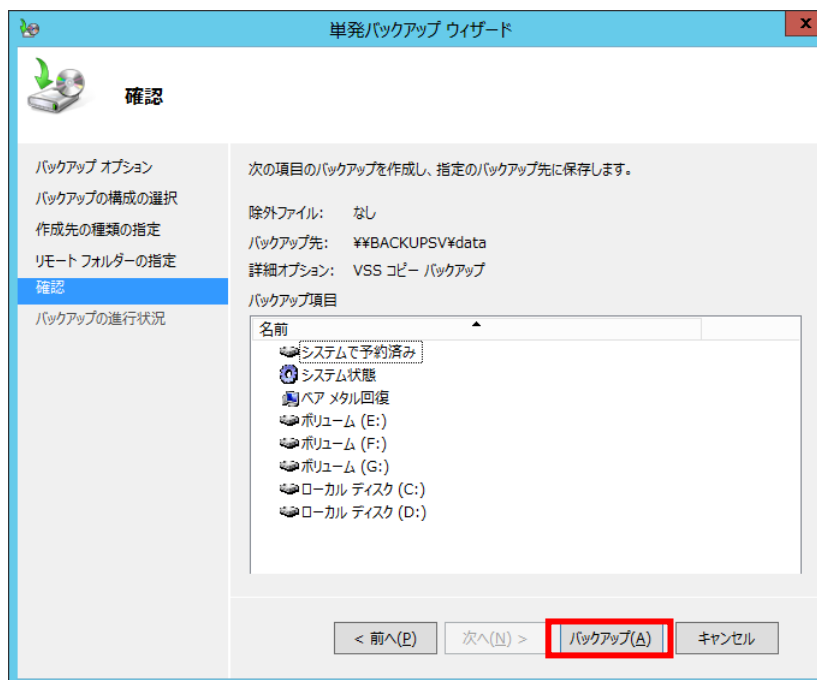 単発バックアップ ウィザード
x
確認
バックアップ オプション
バックアップの構成の選択
作成先の種類の指定
リモート フォルダーの指定
確認
バックアップの進行状況
次の項目のバックアップを作成し、指定のバックアップ先に保存します。
除外ファイル: なし
バックアップ先: ¥¥BACKUPSV¥data
詳細オプション: VSS コピー バックアップ
バックアップ項目
名前
システムで予約済み
システム状態
ベア メタル回復
ボリューム (E:)
ボリューム (F:)
ボリューム (G:)
ローカル ディスク (C:)
ローカル ディスク (D:)
< 前へ(P) 次へ(N) > バックアップ(A) キャンセル